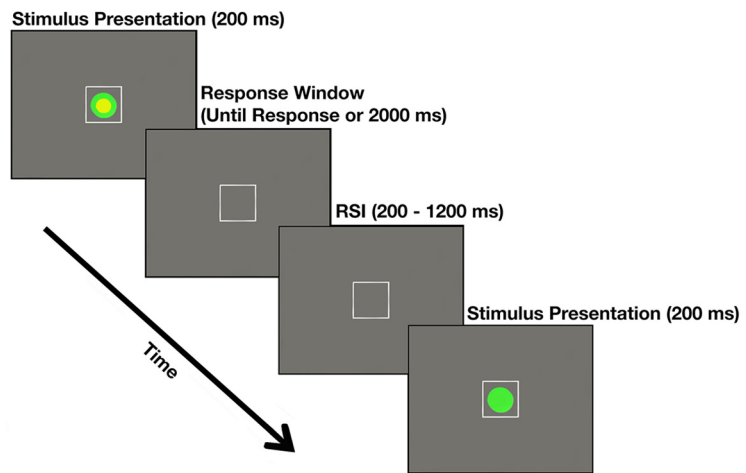 Stimulus Presentation (200 ms)
Response Window
(Until Response or 2000 ms)
RSI (200 - 1200 ms)
Stimulus Presentation (200 ms)
Time